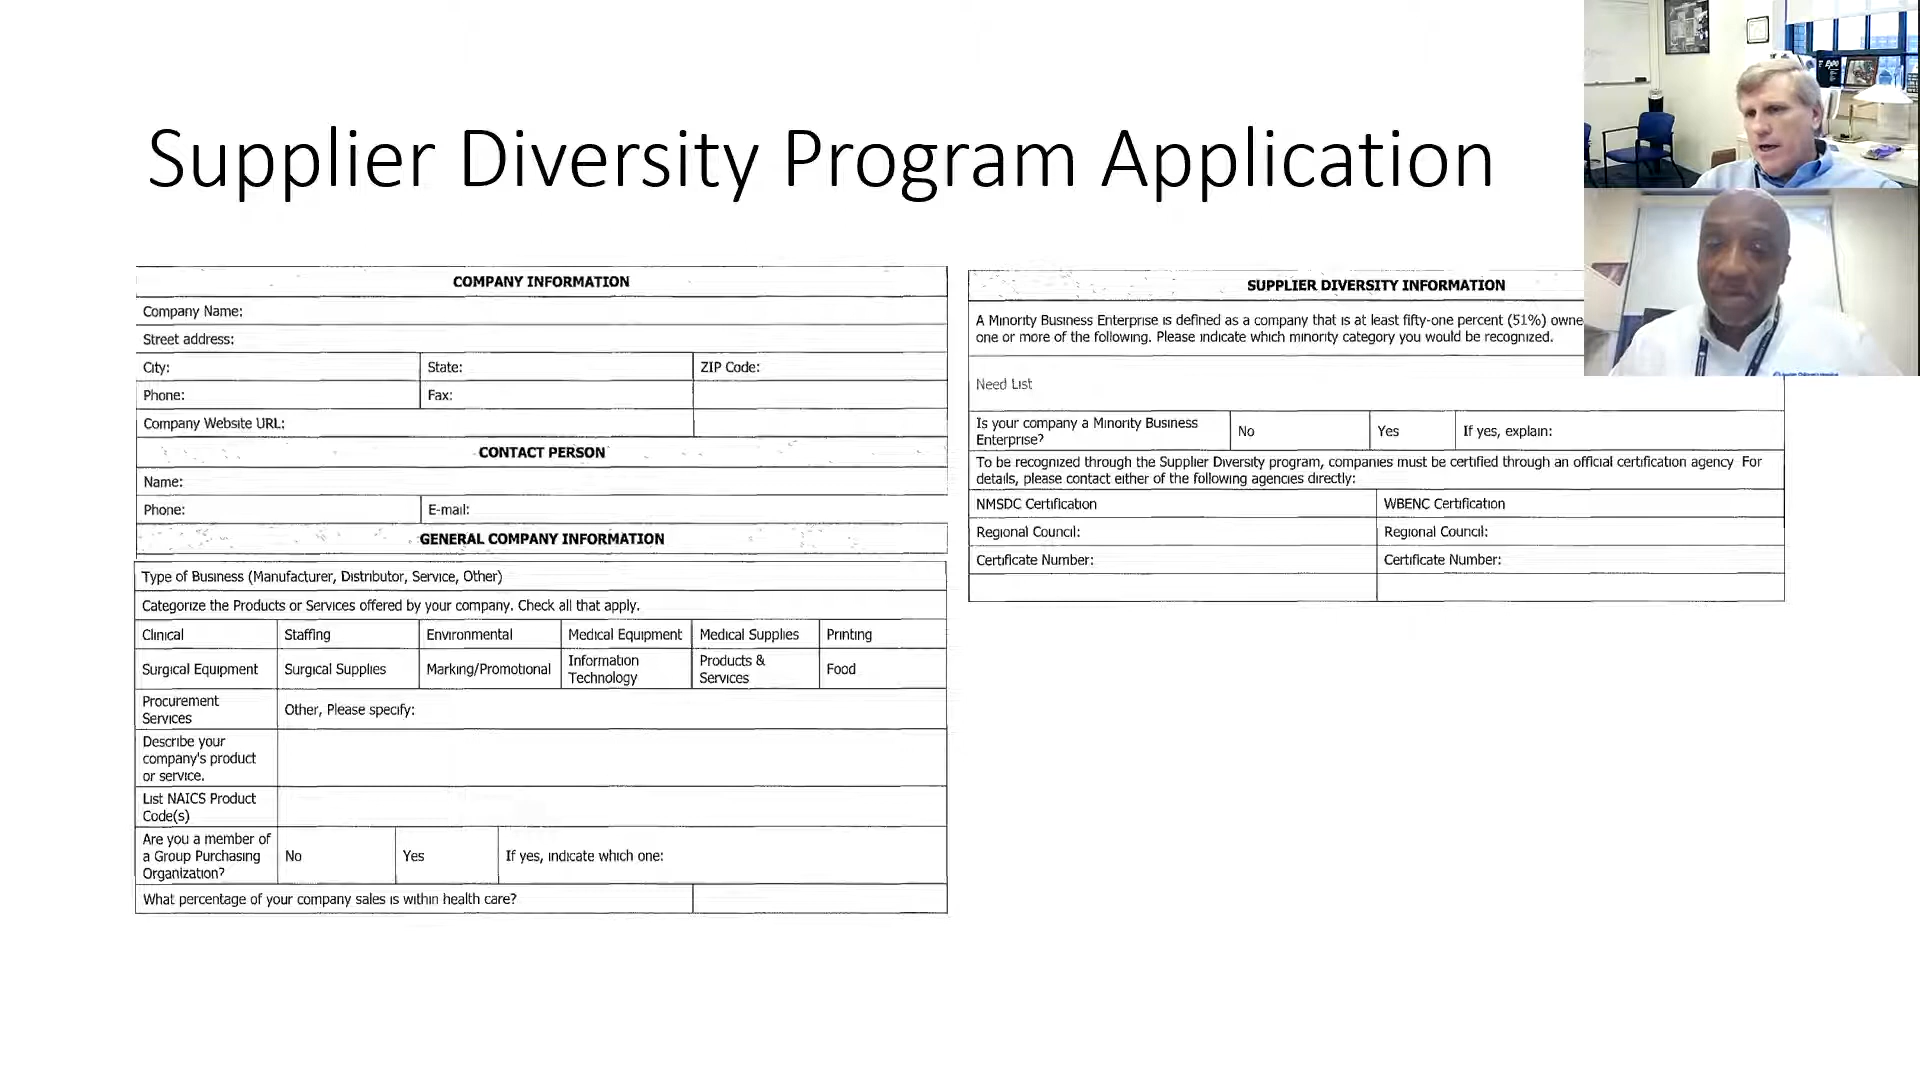 Supplier Diversity Program Application
COMPANY INFORMATION
Company Name:
Street address:
City: State: ZIP Code:
Phone: Fax:
Company Website URL:
CONTACT PERSON
Name:
Phone: E-mail:
GENERAL COMPANY INFORMATION
Type of Business (Manufacturer, Distributor, Service, Other)
Categorize the Products or Services offered by your company. Check all that apply.
Clinical Staffing Environmental Medical Equipment Medical Supplies Printing
Surgical Equipment Surgical Supplies Marking/Promotional Information Technology Products & Services Food
Procurement Services Other, Please specify:
Describe your
company's product
or service.
List NAICS Product
Code(s)
Are you a member of
a Group Purchasing
Organization?
No Yes If yes, indicate which one:
What percentage of your company sales is within health care?
SUPPLIER DIVERSITY INFORMATION
A Minority Business Enterprise is defined as a company that is at least fifty-one percent (51%) owne
one or more of the following. Please indicate which minority category you would be recognized.
Need List
Is your company a Minority Business
Enterprise?
No Yes If yes, explain:
To be recognized through the Supplier Diversity program, companies must be certified through an official certification agency For
details, please contact either of the following agencies directly:
NMSDC Certification WBENC Certification
Regional Council: Regional Council:
Certificate Number: Certificate Number: